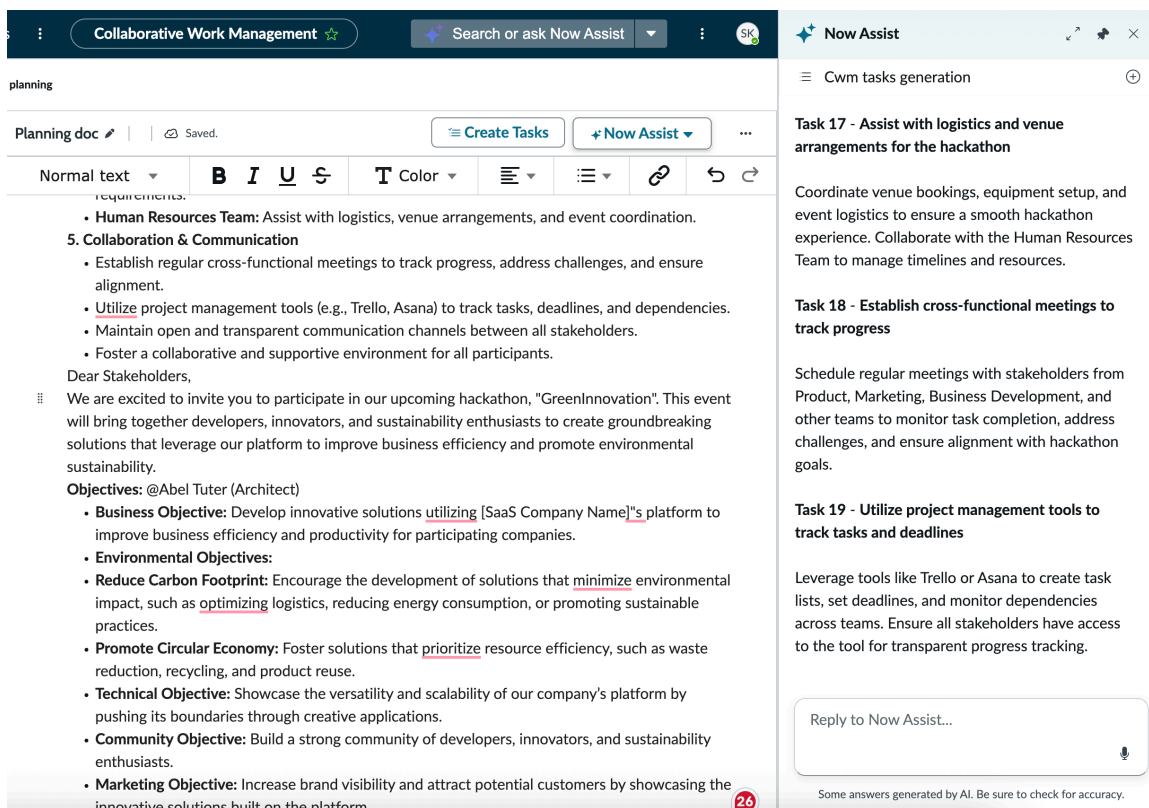 Collaborative Work Management
Search or ask Now Assist
SK
Now Assist
planning
Cwm tasks generation
Planning doc
Saved.
Create Tasks
Now Assist
Normal text
B I U S
T Color
requirements.
• Human Resources Team: Assist with logistics, venue arrangements, and event coordination.
5. Collaboration & Communication
• Establish regular cross-functional meetings to track progress, address challenges, and ensure
alignment.
• Utilize project management tools (e.g., Trello, Asana) to track tasks, deadlines, and dependencies.
• Maintain open and transparent communication channels between all stakeholders.
• Foster a collaborative and supportive environment for all participants.
Dear Stakeholders,
We are excited to invite you to participate in our upcoming hackathon, "GreenInnovation". This event
will bring together developers, innovators, and sustainability enthusiasts to create groundbreaking
solutions that leverage our platform to improve business efficiency and promote environmental
sustainability.
Objectives: @Abel Tuter (Architect)
• Business Objective: Develop innovative solutions utilizing [SaaS Company Name]"s platform to
improve business efficiency and productivity for participating companies.
• Environmental Objectives:
• Reduce Carbon Footprint: Encourage the development of solutions that minimize environmental
impact, such as optimizing logistics, reducing energy consumption, or promoting sustainable
practices.
• Promote Circular Economy: Foster solutions that prioritize resource efficiency, such as waste
reduction, recycling, and product reuse.
• Technical Objective: Showcase the versatility and scalability of our company's platform by
pushing its boundaries through creative applications.
• Community Objective: Build a strong community of developers, innovators, and sustainability
enthusiasts.
• Marketing Objective: Increase brand visibility and attract potential customers by showcasing the
innovative solutions built on the platform.
26
Task 17 - Assist with logistics and venue
arrangements for the hackathon
Coordinate venue bookings, equipment setup, and
event logistics to ensure a smooth hackathon
experience. Collaborate with the Human Resources
Team to manage timelines and resources.
Task 18 - Establish cross-functional meetings to
track progress
Schedule regular meetings with stakeholders from
Product, Marketing, Business Development, and
other teams to monitor task completion, address
challenges, and ensure alignment with hackathon
goals.
Task 19 - Utilize project management tools to
track tasks and deadlines
Leverage tools like Trello or Asana to create task
lists, set deadlines, and monitor dependencies
across teams. Ensure all stakeholders have access
to the tool for transparent progress tracking.
Reply to Now Assist...
Some answers generated by AI. Be sure to check for accuracy.